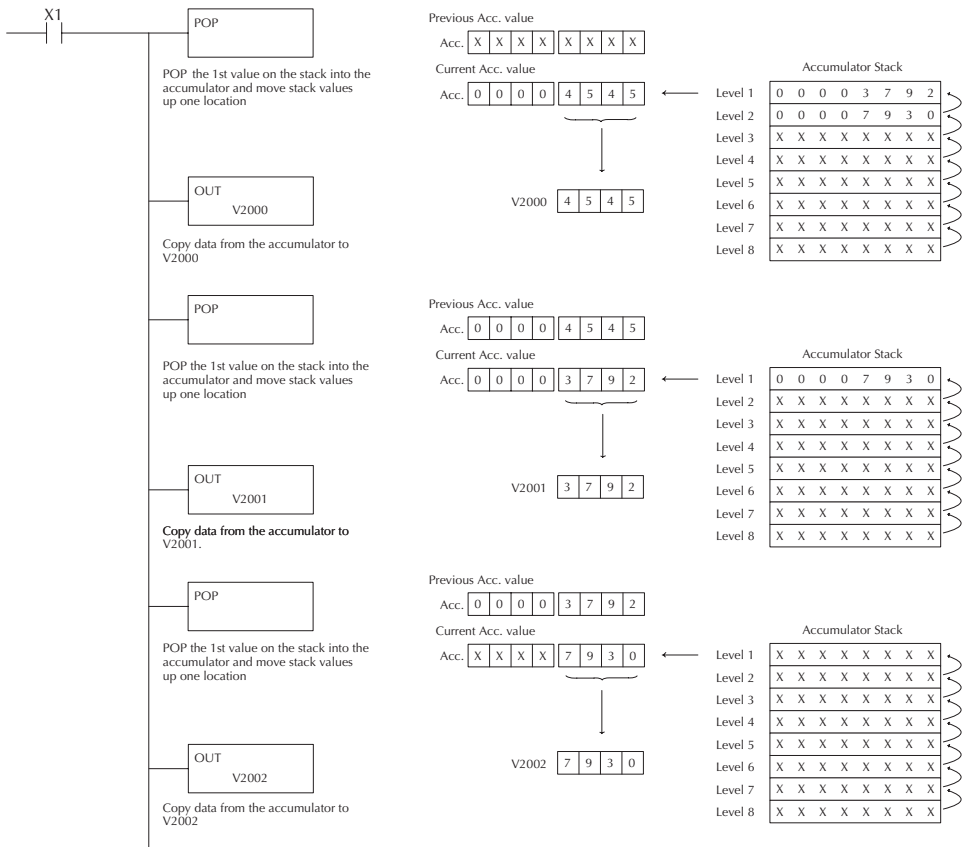 X1
POP
POP the 1st value on the stack into the
accumulator and move stack values
up one location
OUT
V2000
Copy data from the accumulator to
V2000
Previous Acc. value
Acc. X X X X X X X X
Current Acc. value
Acc. 0 0 0 0 4 5 4 5
V2000 4 5 4 5
Accumulator Stack
Level 1 0 0 0 0 3 7 9 2
Level 2 0 0 0 0 7 9 3 0
Level 3 X X X X X X X X
Level 4 X X X X X X X X
Level 5 X X X X X X X X
Level 6 X X X X X X X X
Level 7 X X X X X X X X
Level 8 X X X X X X X X
POP
POP the 1st value on the stack into the
accumulator and move stack values
up one location
OUT
V2001
Copy data from the accumulator to
V2001.
Previous Acc. value
Acc. 0 0 0 0 4 5 4 5
Current Acc. value
Acc. 0 0 0 0 3 7 9 2
V2001 3 7 9 2
Accumulator Stack
Level 1 0 0 0 0 7 9 3 0
Level 2 X X X X X X X X
Level 3 X X X X X X X X
Level 4 X X X X X X X X
Level 5 X X X X X X X X
Level 6 X X X X X X X X
Level 7 X X X X X X X X
Level 8 X X X X X X X X
POP
POP the 1st value on the stack into the
accumulator and move stack values
up one location
OUT
V2002
Copy data from the accumulator to
V2002
Previous Acc. value
Acc. 0 0 0 0 3 7 9 2
Current Acc. value
Acc. X X X X 7 9 3 0
V2002 7 9 3 0
Accumulator Stack
Level 1 X X X X X X X X
Level 2 X X X X X X X X
Level 3 X X X X X X X X
Level 4 X X X X X X X X
Level 5 X X X X X X X X
Level 6 X X X X X X X X
Level 7 X X X X X X X X
Level 8 X X X X X X X X